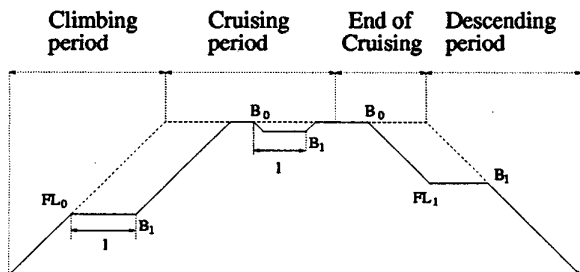 Climbing period
Cruising period
End of Cruising
Descending period
B0
B0
B1
l
FL0
B1
l
FL1
B1